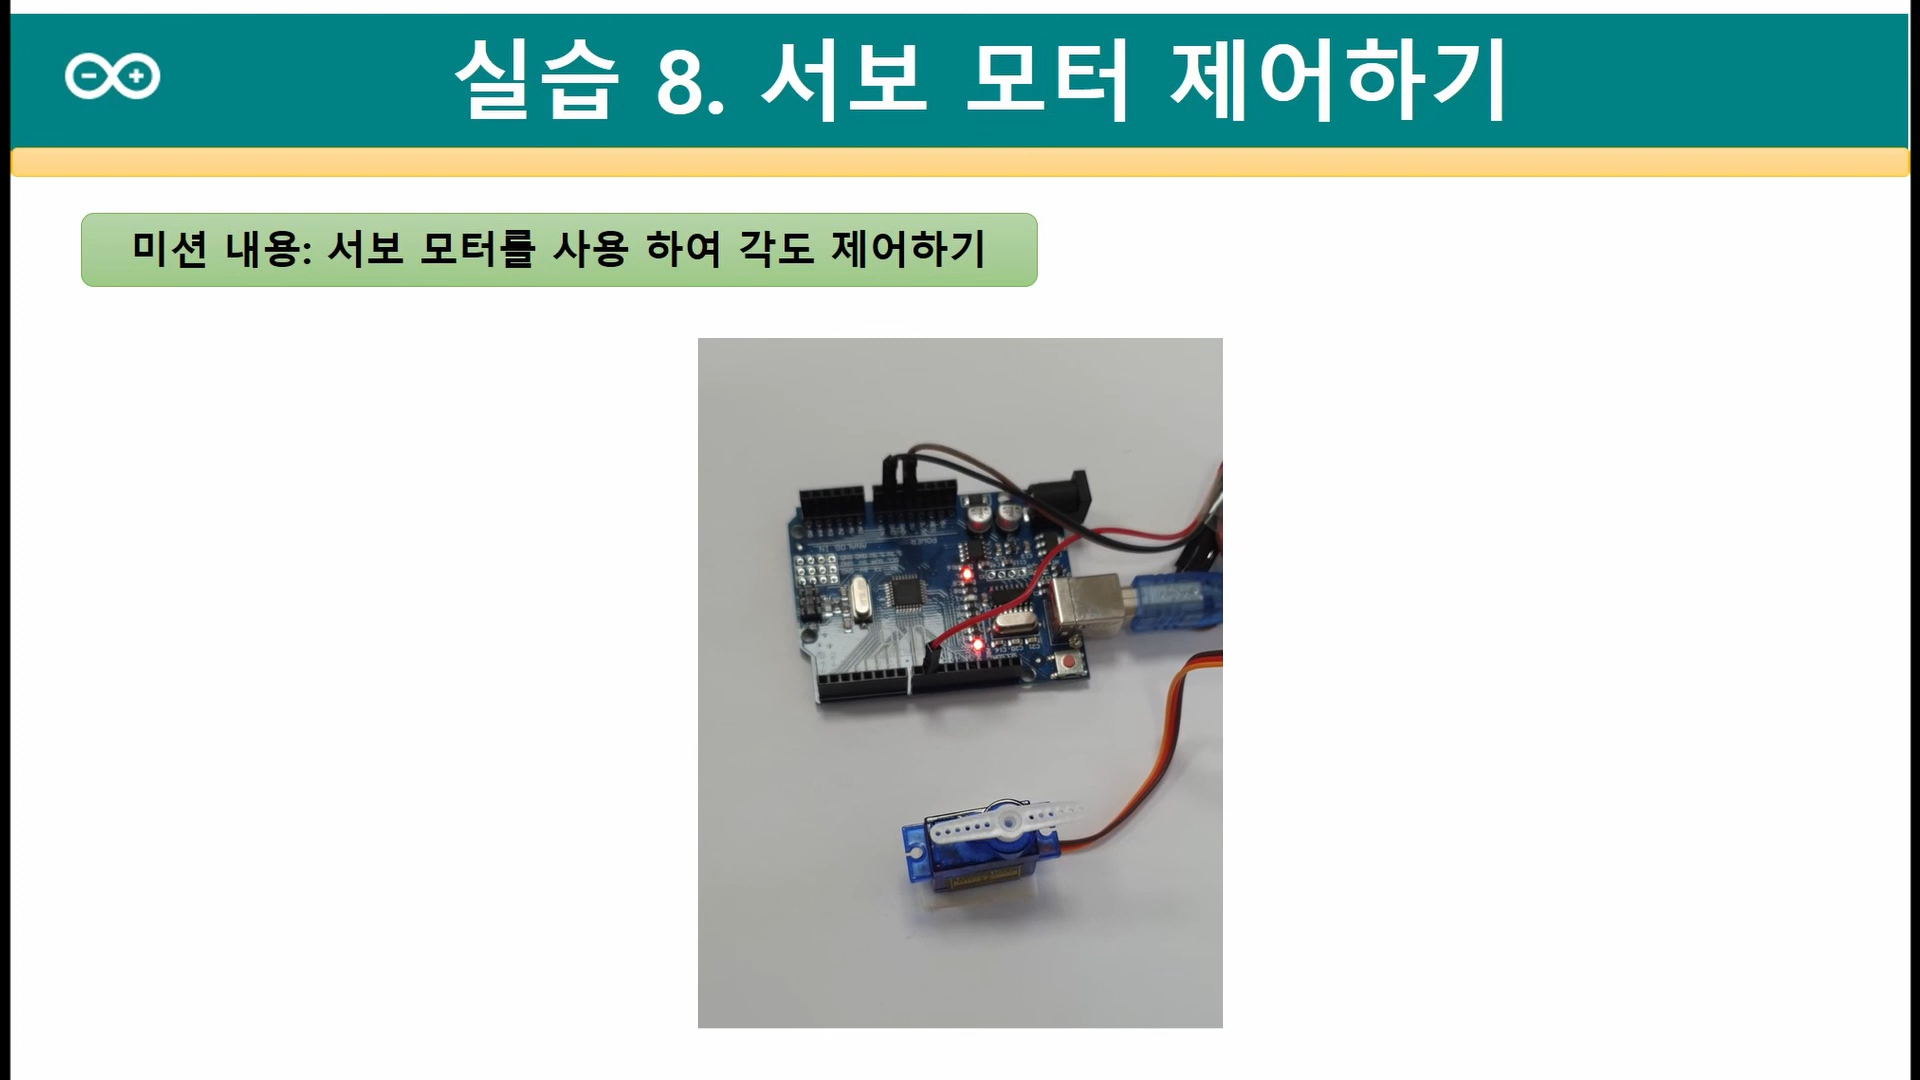 실습 8. 서보 모터 제어하기
미션 내용: 서보 모터를 사용 하여 각도 제어하기